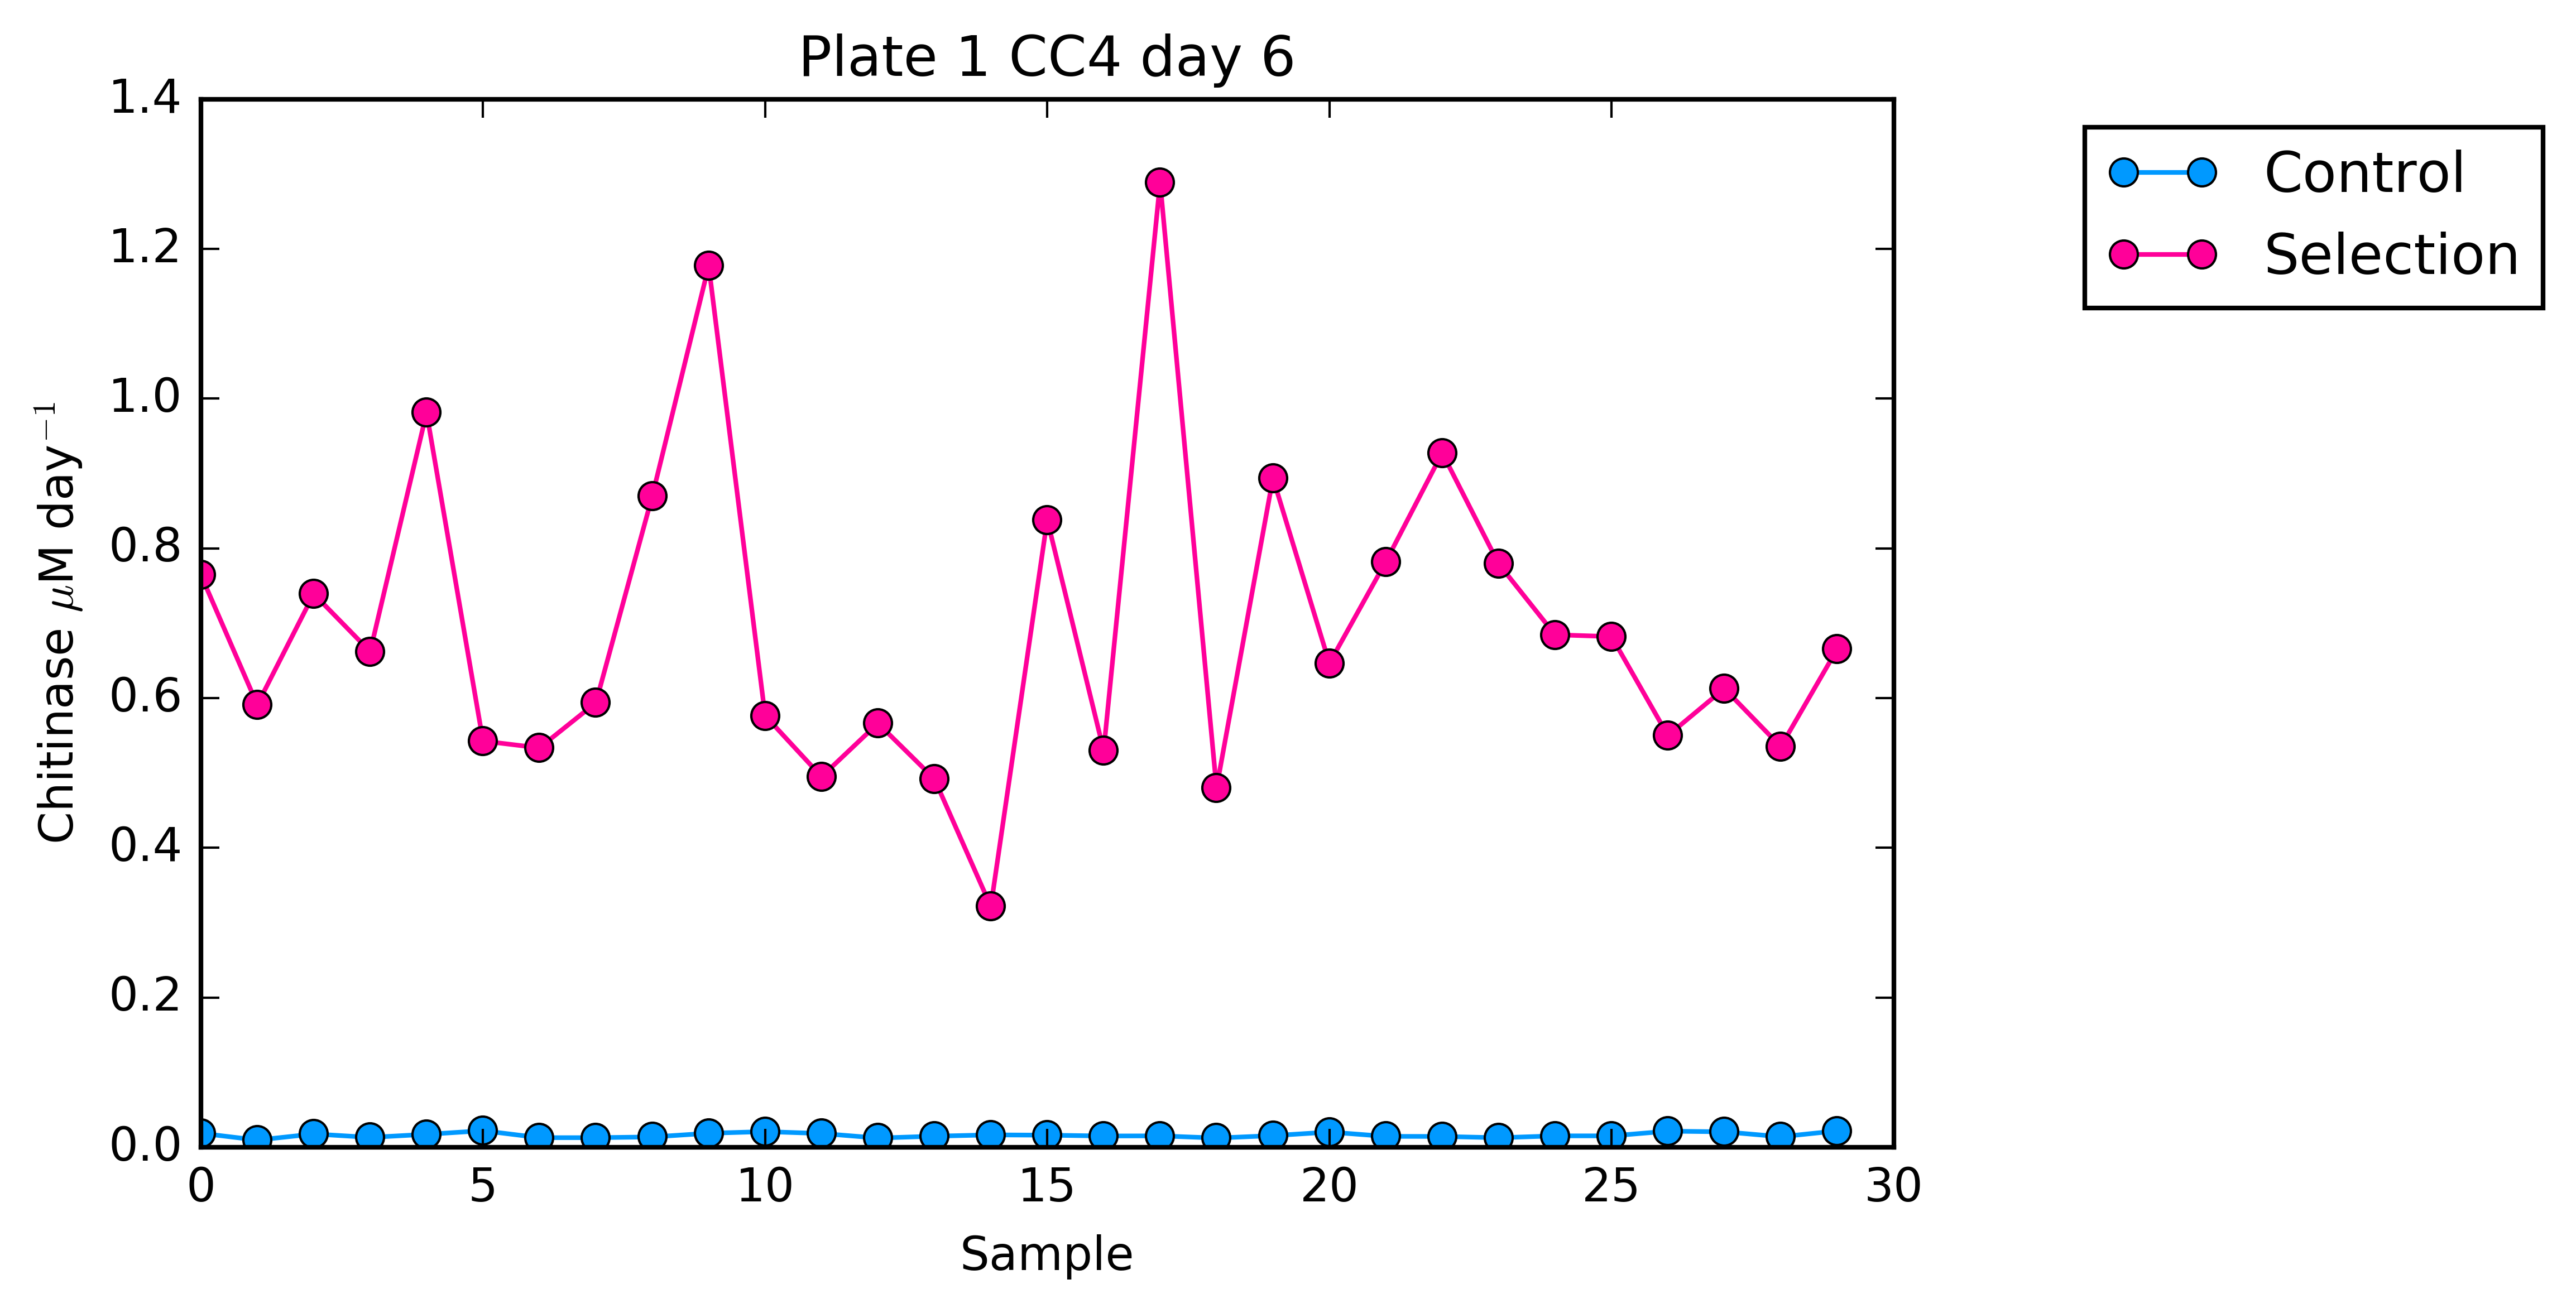 Plate 1 CC4 day 6
1.4
1.2
1.0
0.8
0.6
0.4
0.2
0.0
Chitinase μM day⁻¹
0 5 10 15 20 25 30
Sample
Control
Selection